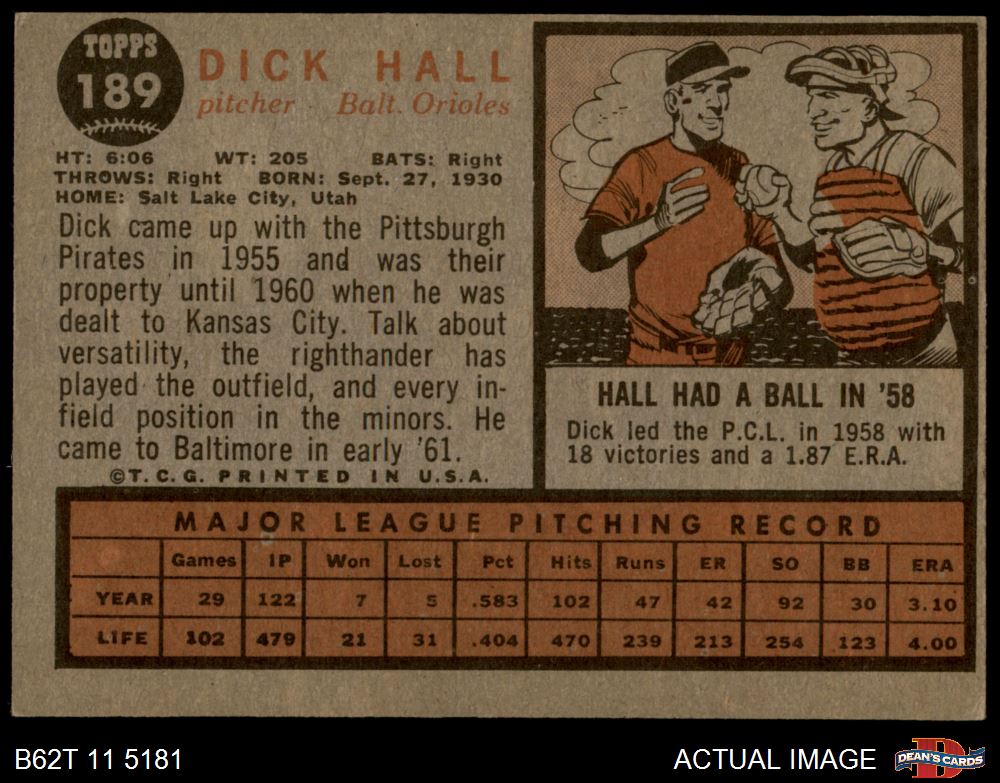 TOPPS
189
DICK HALL
pitcher Balt. Orioles
HT: 6:06 WT: 205 BATS: Right
THROWS: Right BORN: Sept. 27, 1930
HOME: Salt Lake City, Utah
Dick came up with the Pittsburgh
Pirates in 1955 and was their
property until 1960 when he was
dealt to Kansas City. Talk about
versatility, the righthander has
played the outfield, and every in-
field position in the minors. He
came to Baltimore in early '61.
©T.C.G. PRINTED IN U.S.A.
HALL HAD A BALL IN '58
Dick led the P.C.L. in 1958 with
18 victories and a 1.87 E.R.A.
MAJOR LEAGUE PITCHING RECORD
Games IP Won Lost Pct Hits Runs ER SO BB ERA
YEAR 29 122 7 5 .583 102 47 42 92 30 3.10
LIFE 102 479 21 31 .404 470 239 213 254 123 4.00
B62T 11 5181
ACTUAL IMAGE
DEAN'S CARDS